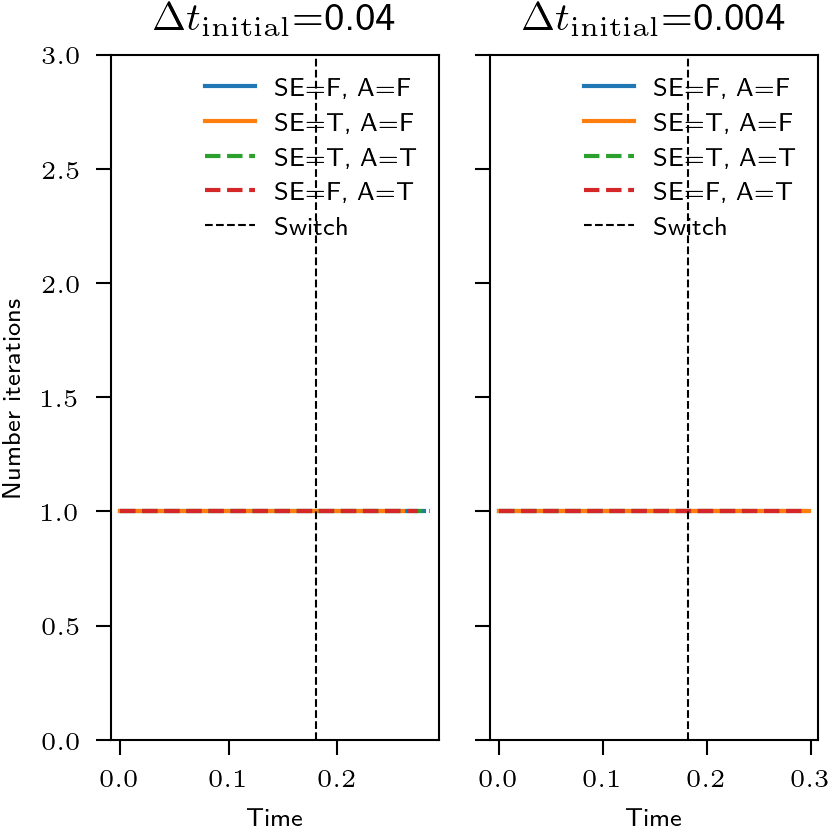 Δt_initial=0.04
Δt_initial=0.004
3.0
2.5
2.0
1.5
1.0
0.5
0.0
Number iterations
SE=F, A=F
SE=T, A=F
SE=T, A=T
SE=F, A=T
Switch
SE=F, A=F
SE=T, A=F
SE=T, A=T
SE=F, A=T
Switch
0.0 0.1 0.2
0.0 0.1 0.2 0.3
Time
Time